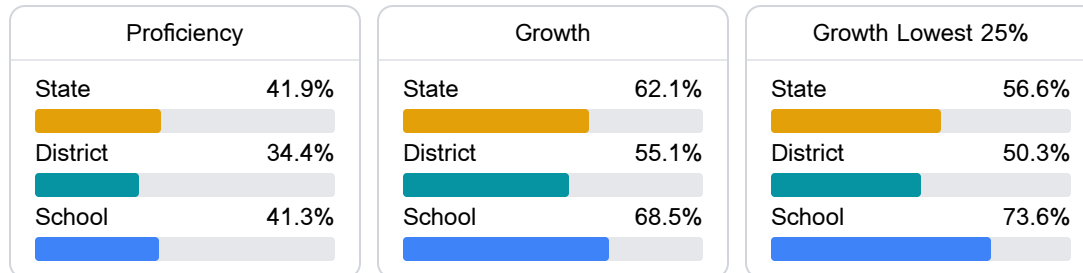 Proficiency
State 41.9%
District 34.4%
School 41.3%
Growth
State 62.1%
District 55.1%
School 68.5%
Growth Lowest 25%
State 56.6%
District 50.3%
School 73.6%